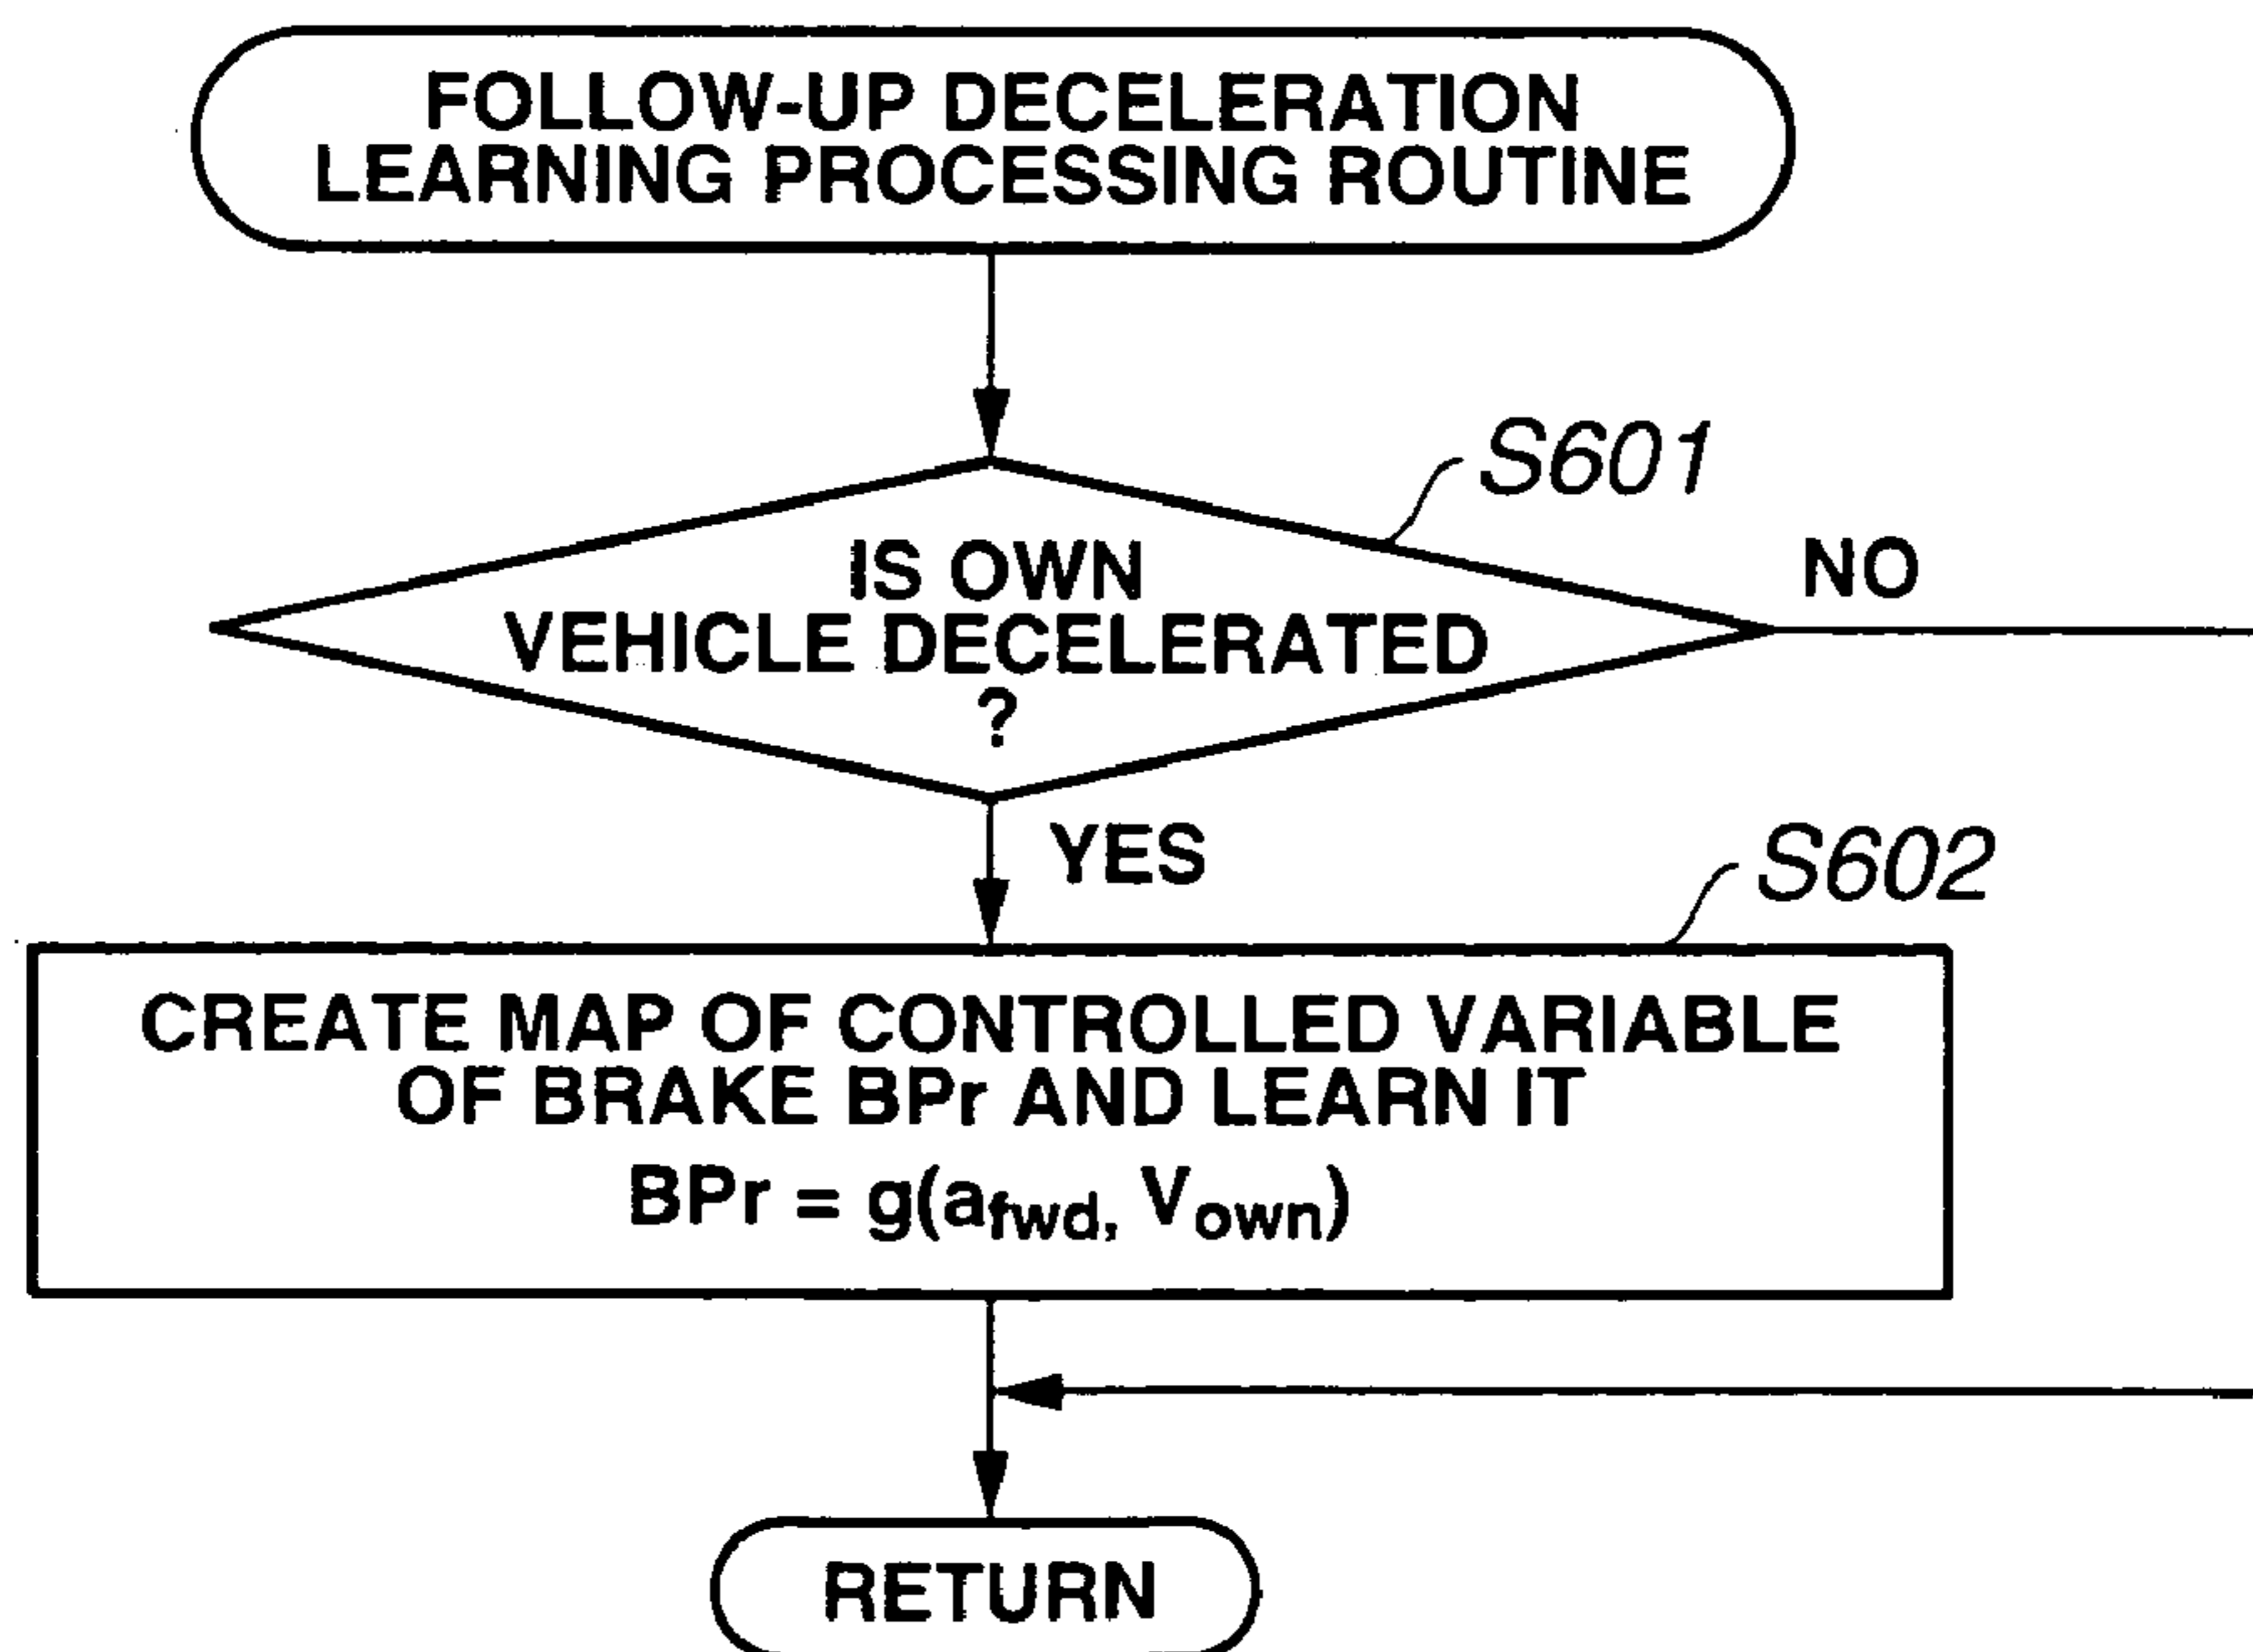 FOLLOW-UP DECELERATION
LEARNING PROCESSING ROUTINE
S601
IS OWN
VEHICLE DECELERATED
?
NO
YES
S602
CREATE MAP OF CONTROLLED VARIABLE
OF BRAKE BPr AND LEARN IT
BPr = g(afwd, Vown)
RETURN